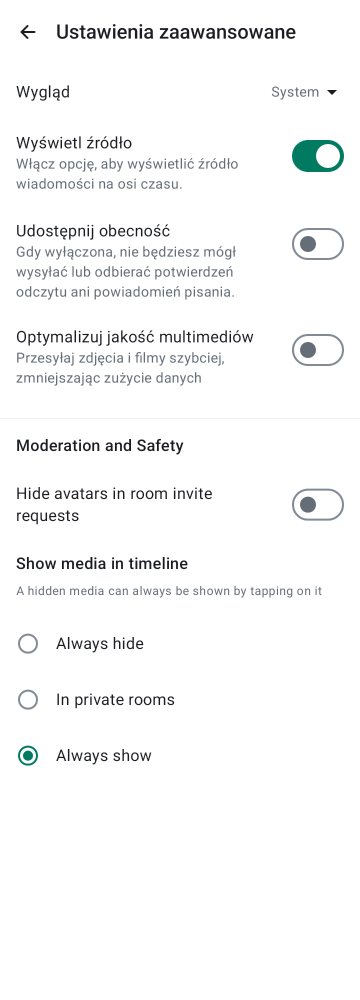 Ustawienia zaawansowane
Wygląd
System
Wyświetl źródło
Włącz opcję, aby wyświetlić źródło
wiadomości na osi czasu.
Udostępnij obecność
Gdy wyłączona, nie będziesz mógł
wysyłać lub odbierać potwierdzeń
odczytu ani powiadomień pisania.
Optymalizuj jakość multimediów
Przesyłaj zdjęcia i filmy szybciej,
zmniejszając zużycie danych
Moderation and Safety
Hide avatars in room invite
requests
Show media in timeline
A hidden media can always be shown by tapping on it
Always hide
In private rooms
Always show